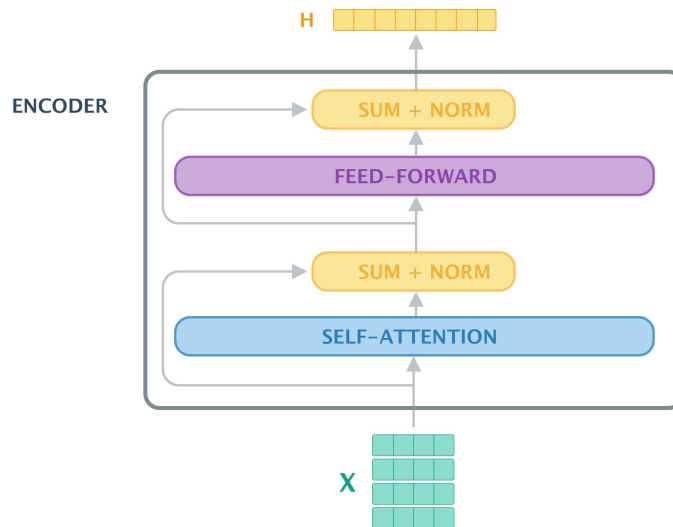 H
ENCODER
SUM + NORM
FEED-FORWARD
SUM + NORM
SELF-ATTENTION
X